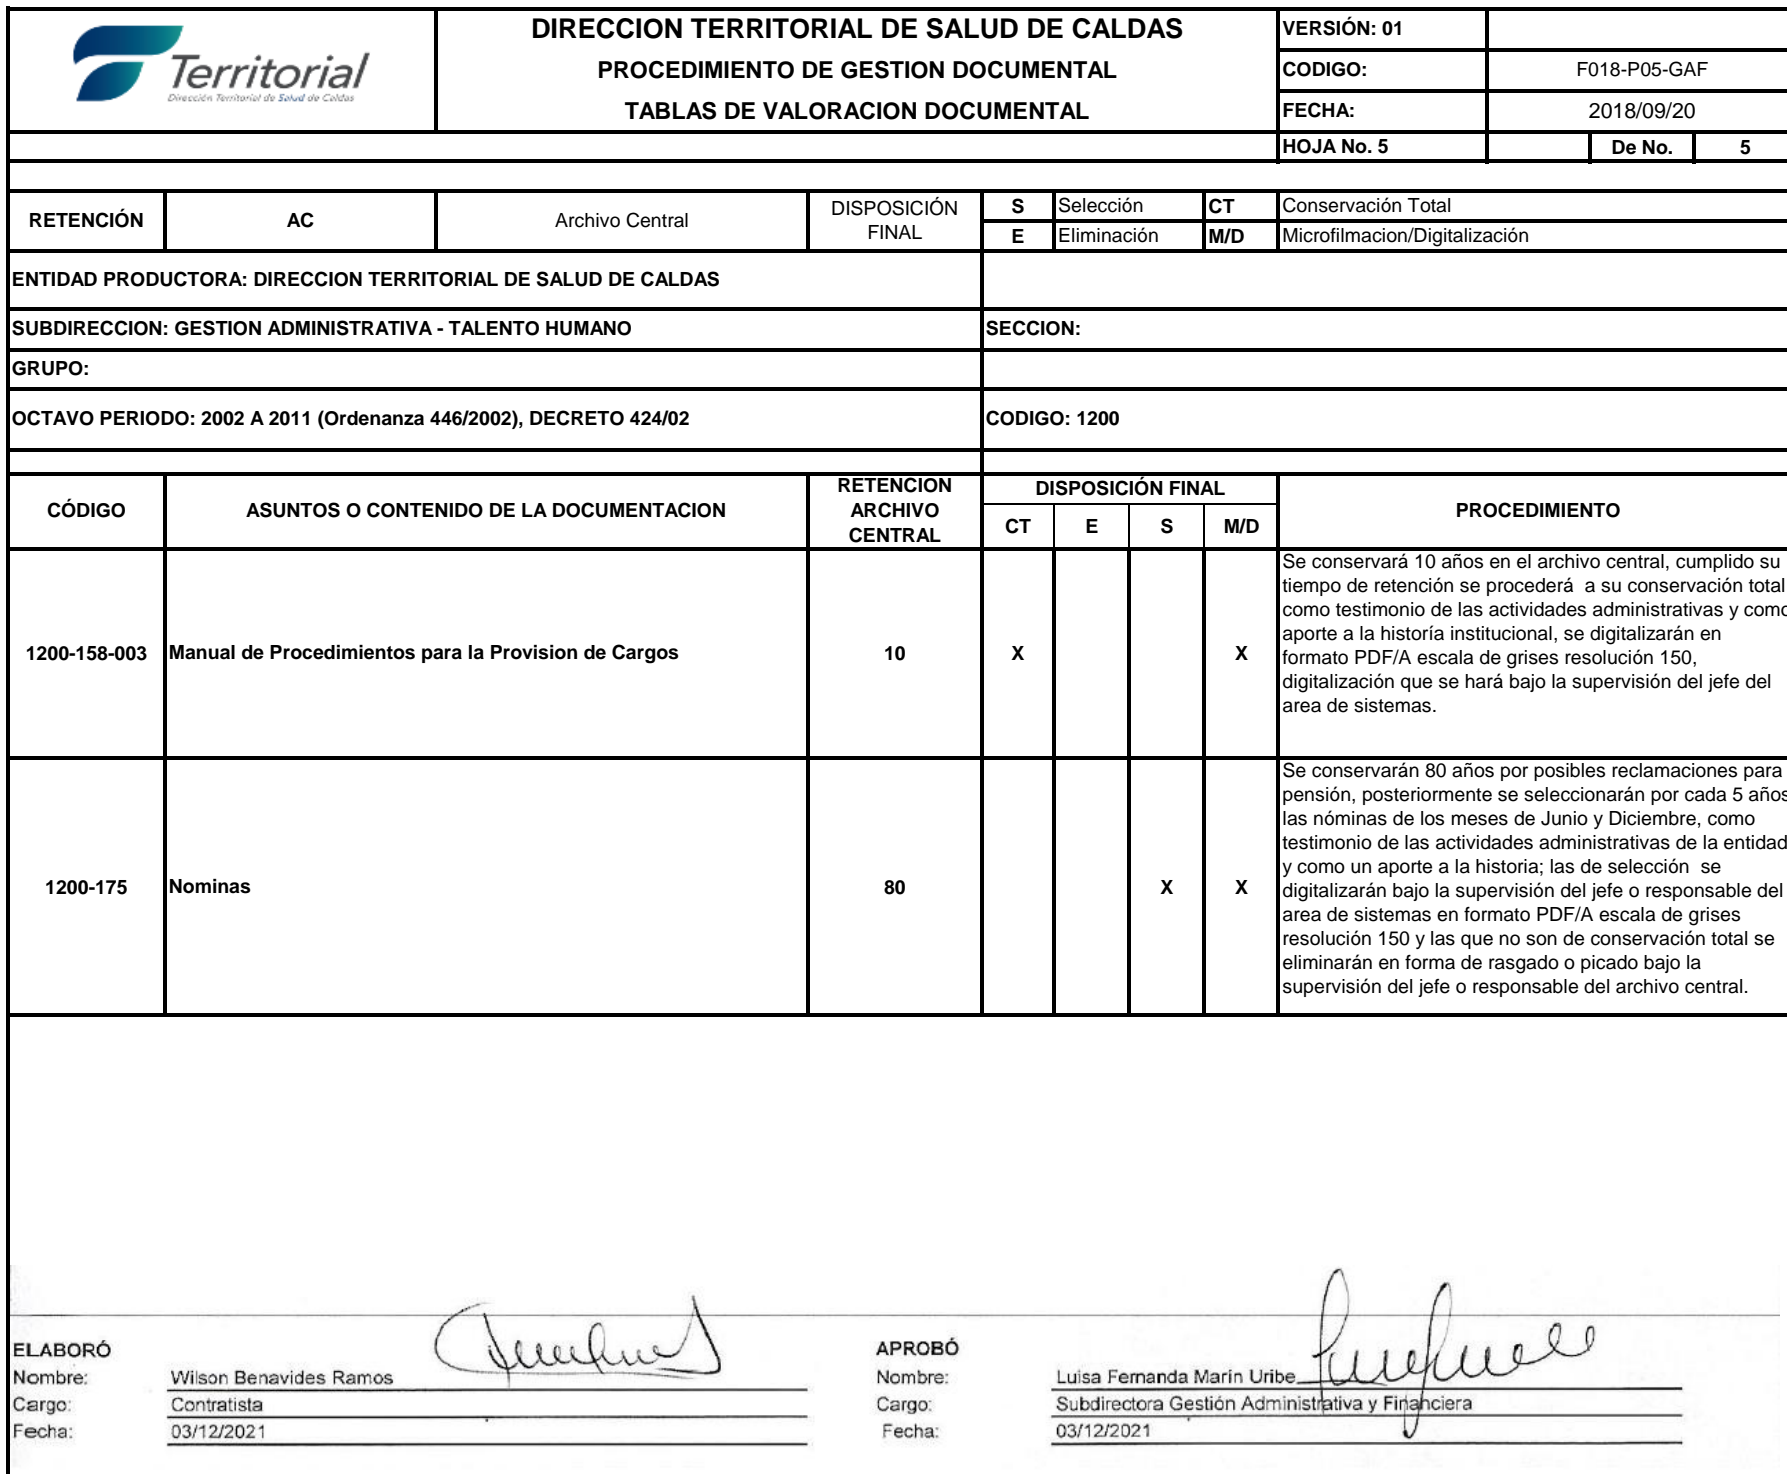 Territorial
Dirección Territorial de Salud de Caldas
DIRECCION TERRITORIAL DE SALUD DE CALDAS
PROCEDIMIENTO DE GESTION DOCUMENTAL
TABLAS DE VALORACION DOCUMENTAL
VERSIÓN: 01
CODIGO: F018-P05-GAF
FECHA: 2018/09/20
HOJA No. 5 De No. 5
RETENCIÓN AC Archivo Central
DISPOSICIÓN
FINAL
S Selección CT Conservación Total
E Eliminación M/D Microfilmacion/Digitalización
ENTIDAD PRODUCTORA: DIRECCION TERRITORIAL DE SALUD DE CALDAS
SUBDIRECCION: GESTION ADMINISTRATIVA - TALENTO HUMANO SECCION:
GRUPO:
OCTAVO PERIODO: 2002 A 2011 (Ordenanza 446/2002), DECRETO 424/02 CODIGO: 1200
CÓDIGO ASUNTOS O CONTENIDO DE LA DOCUMENTACION
RETENCION
ARCHIVO
CENTRAL
DISPOSICIÓN FINAL
CT E S M/D
PROCEDIMIENTO
1200-158-003 Manual de Procedimientos para la Provision de Cargos 10 X X
Se conservará 10 años en el archivo central, cumplido su
tiempo de retención se procederá a su conservación total
como testimonio de las actividades administrativas y como
aporte a la historía institucional, se digitalizarán en
formato PDF/A escala de grises resolución 150,
digitalización que se hará bajo la supervisión del jefe del
area de sistemas.
1200-175 Nominas 80 X X
Se conservarán 80 años por posibles reclamaciones para
pensión, posteriormente se seleccionarán por cada 5 años
las nóminas de los meses de Junio y Diciembre, como
testimonio de las actividades administrativas de la entidad
y como un aporte a la historia; las de selección se
digitalizarán bajo la supervisión del jefe o responsable del
area de sistemas en formato PDF/A escala de grises
resolución 150 y las que no son de conservación total se
eliminarán en forma de rasgado o picado bajo la
supervisión del jefe o responsable del archivo central.
ELABORÓ
Nombre: Wilson Benavides Ramos
Cargo: Contratista
Fecha: 03/12/2021
APROBÓ
Nombre: Luisa Fernanda Marín Uribe
Cargo: Subdirectora Gestión Administrativa y Financiera
Fecha: 03/12/2021